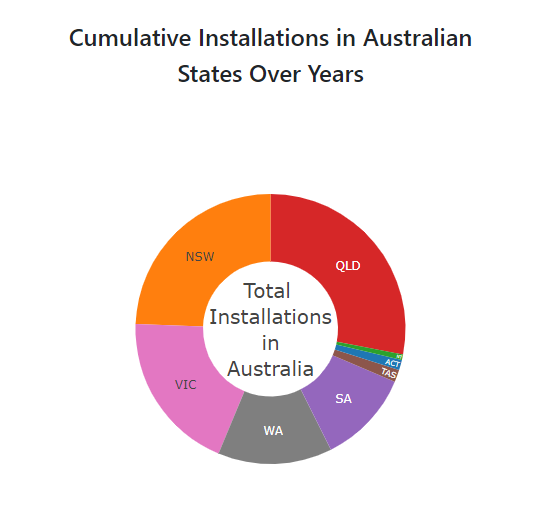 Cumulative Installations in Australian
States Over Years
NSW
QLD
Total
Installations
in
Australia
ACT
TAS
VIC
SA
WA